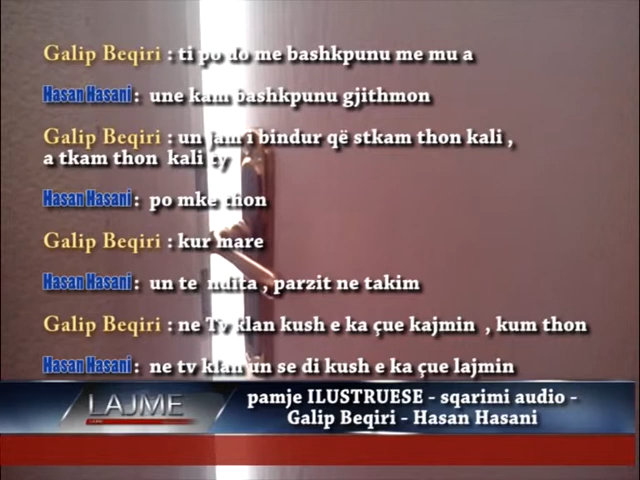 Galip Beqiri : ti po do me bashkpunu me mu a
Hasan Hasani : une kam bashkpunu gjithmon
Galip Beqiri : un jam i bindur që stkam thon kali ,
a tkam thon kali ty
Hasan Hasani : po mke thon
Galip Beqiri : kur mare
Hasan Hasani : un te ndita , parzit ne takim
Galip Beqiri : ne Tv klan kush e ka çue kajmin , kum thon
Hasan Hasani : ne tv klan un se di kush e ka çue lajmin
LAJME
pamje ILUSTRUESE - sqarimi audio -
Galip Beqiri - Hasan Hasani